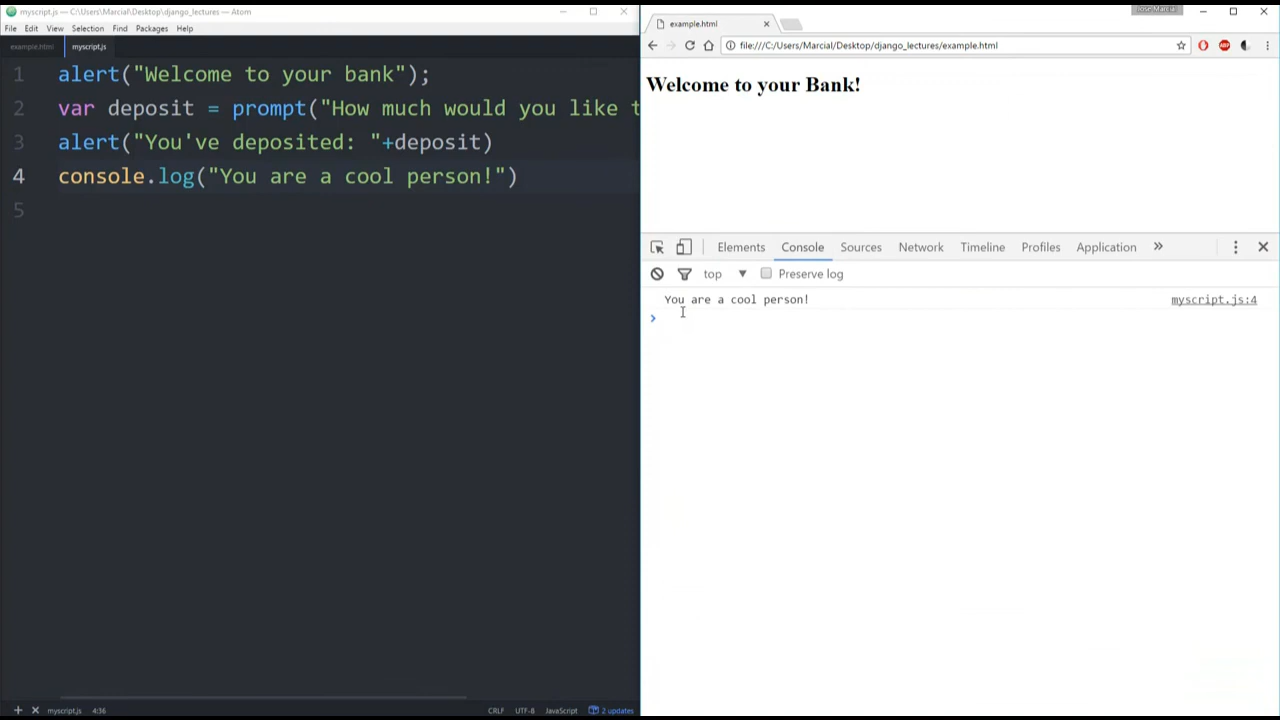 myscript.js — C:\Users\Marcial\Desktop\django_lectures — Atom
File Edit View Selection Find Packages Help
example.html myscript.js
1 alert("Welcome to your bank");
2 var deposit = prompt("How much would you like t
3 alert("You've deposited: "+deposit)
4 console.log("You are a cool person!")
5
+ × myscript.js 4:36 CRLF UTF-8 JavaScript 2 updates
Jose Marcial
example.html ×
file:///C:/Users/Marcial/Desktop/django_lectures/example.html ABP
Welcome to your Bank!
Elements Console Sources Network Timeline Profiles Application »
top ▼ Preserve log
You are a cool person! myscript.js:4
>